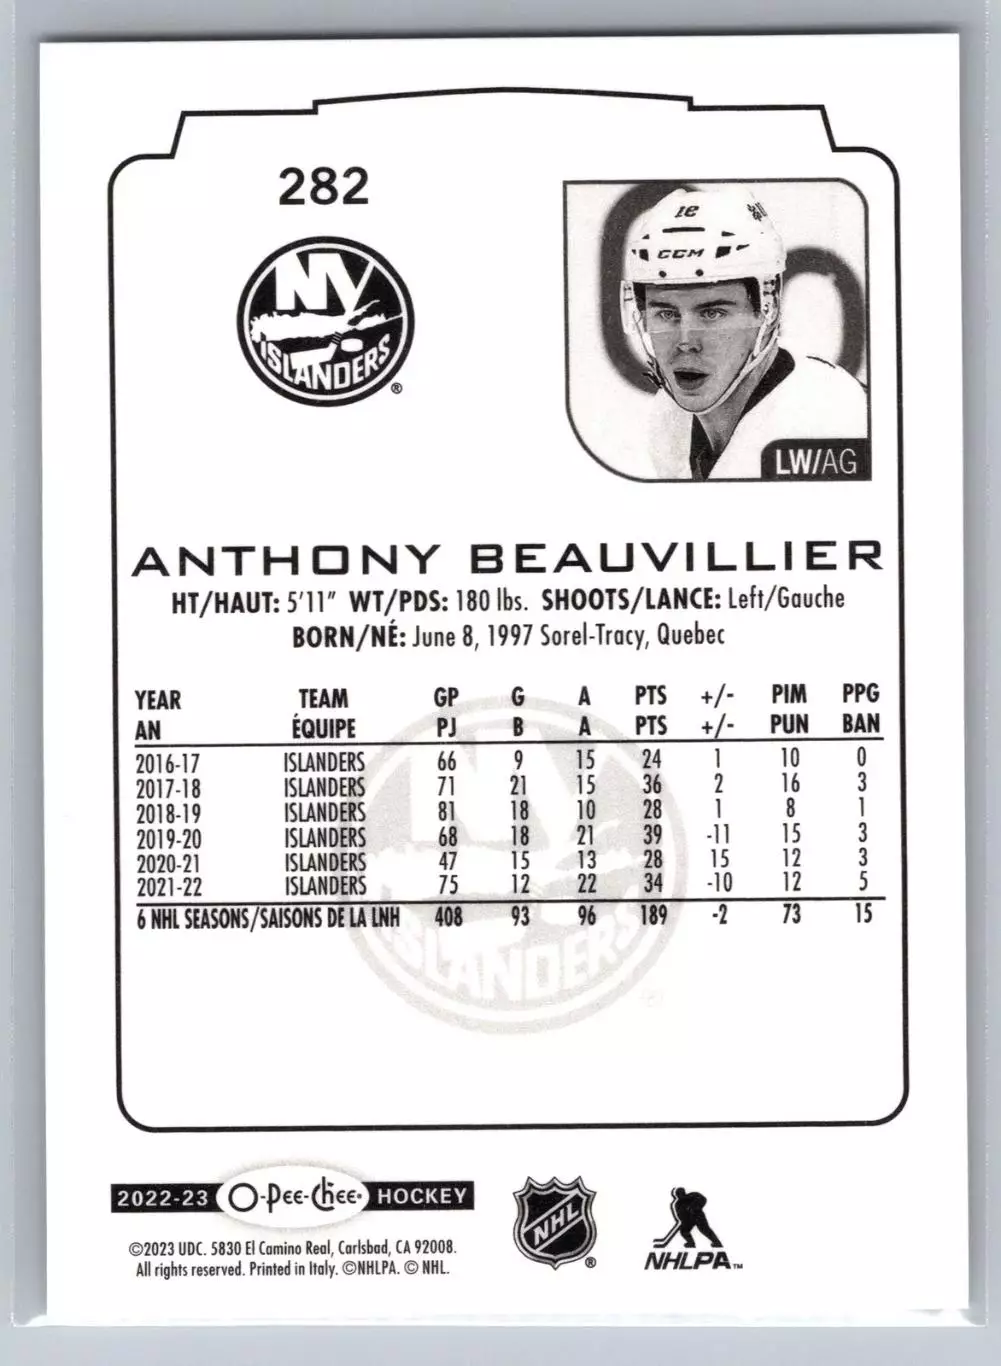 282
NY
ISLANDERS
®
18
CCM
LW/AG
ANTHONY BEAUVILLIER
HT/HAUT: 5'11" WT/PDS: 180 lbs. SHOOTS/LANCE: Left/Gauche
BORN/NÉ: June 8, 1997 Sorel-Tracy, Quebec
YEAR TEAM GP G A PTS +/- PIM PPG
AN ÉQUIPE PJ B A PTS +/- PUN BAN
2016-17 ISLANDERS 66 9 15 24 1 10 0
2017-18 ISLANDERS 71 21 15 36 2 16 3
2018-19 ISLANDERS 81 18 10 28 1 8 1
2019-20 ISLANDERS 68 18 21 39 -11 15 3
2020-21 ISLANDERS 47 15 13 28 15 12 3
2021-22 ISLANDERS 75 12 22 34 -10 12 5
6 NHL SEASONS/SAISONS DE LA LNH 408 93 96 189 -2 73 15
NY
ISLANDERS
2022-23 O-Pee-Chee® HOCKEY
©2023 UDC. 5830 El Camino Real, Carlsbad, CA 92008.
All rights reserved. Printed in Italy. ©NHLPA. © NHL.
NHL ®
NHLPA™